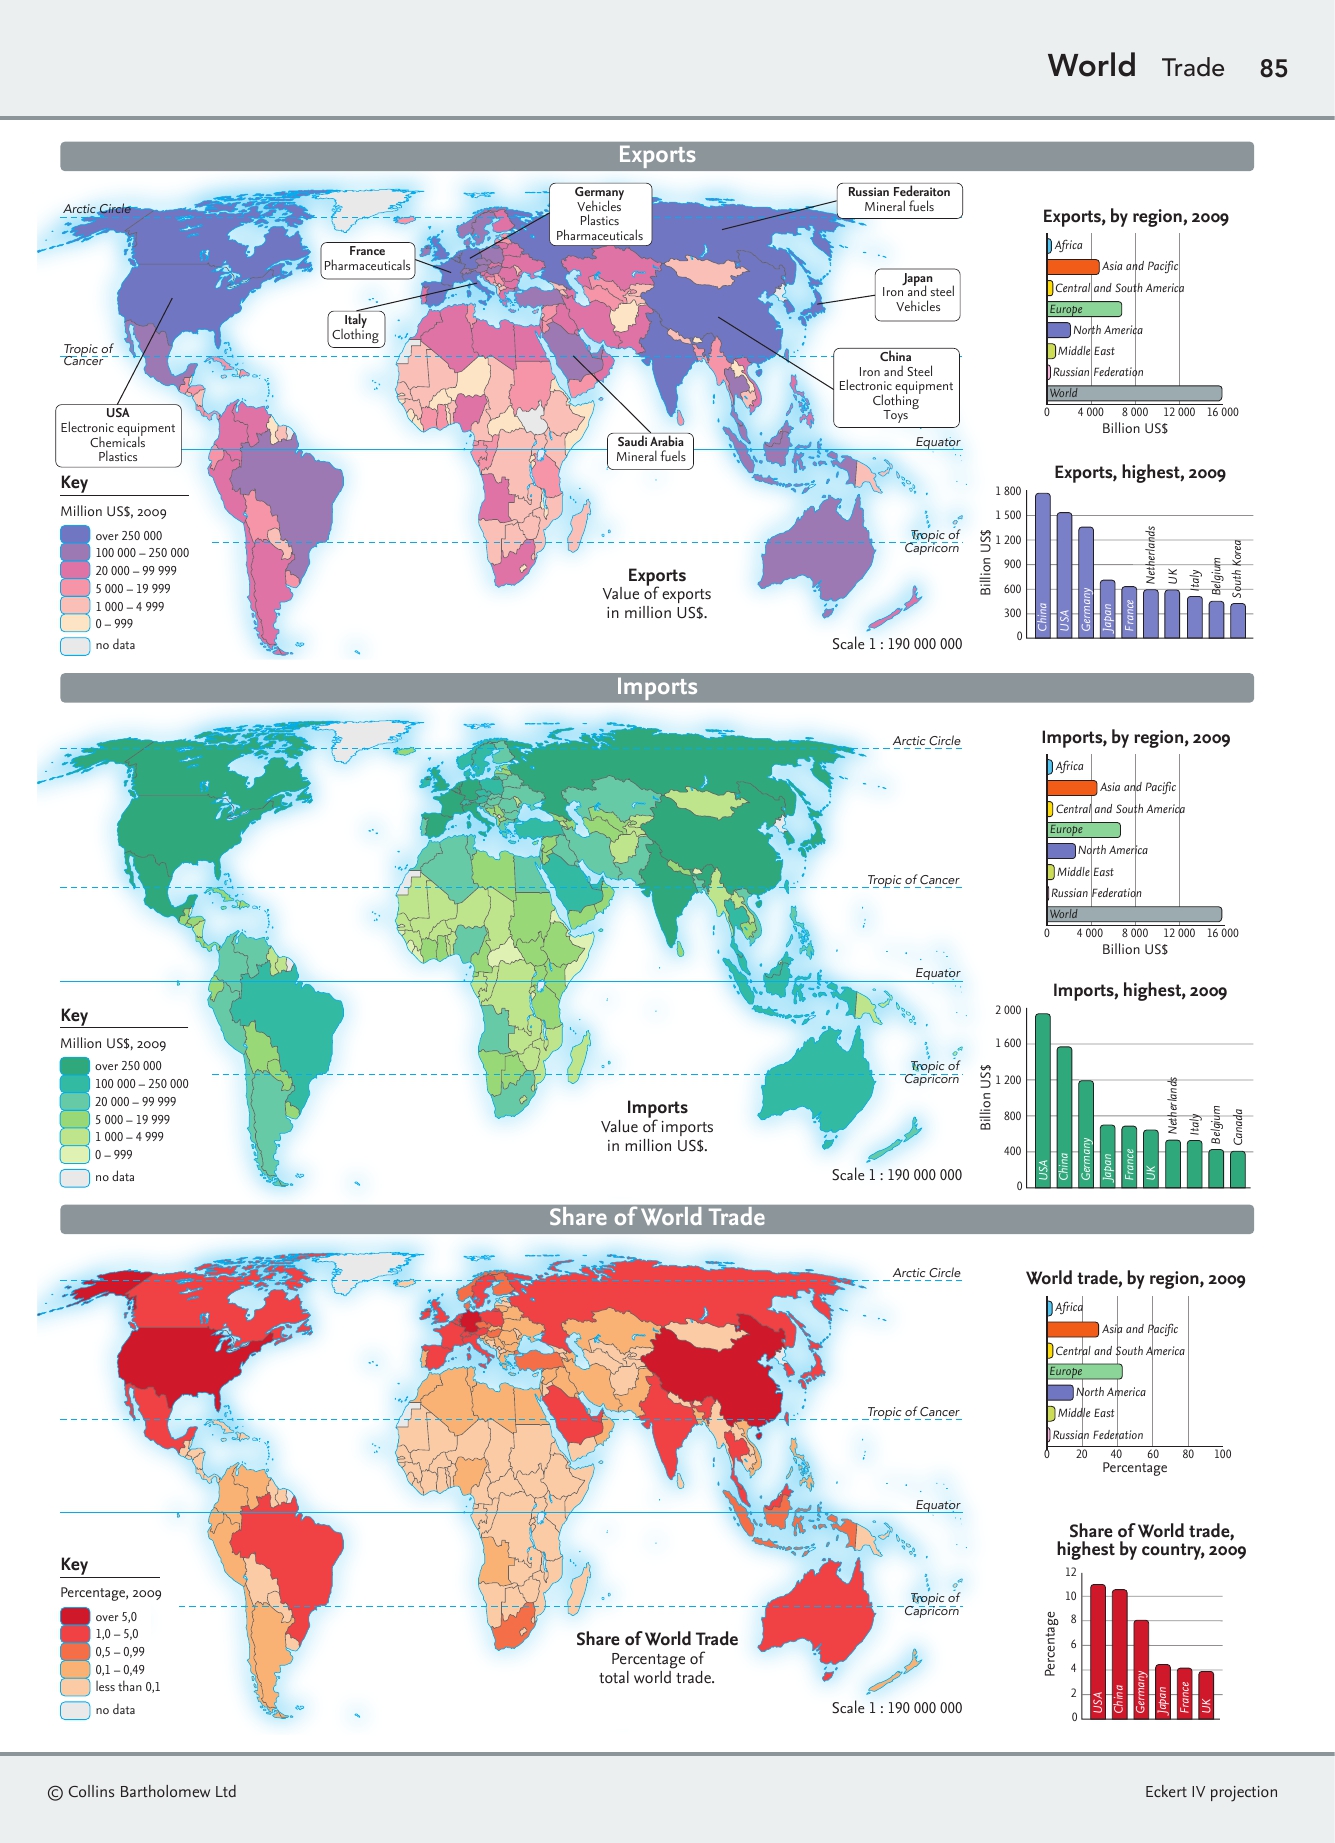 World Trade 85
Exports
Arctic Circle
Tropic of
Cancer
Germany
Vehicles
Plastics
Pharmaceuticals
Russian Federaiton
Mineral fuels
France
Pharmaceuticals
Japan
Iron and steel
Vehicles
Italy
Clothing
China
Iron and Steel
Electronic equipment
Clothing
Toys
USA
Electronic equipment
Chemicals
Plastics
Saudi Arabia
Mineral fuels
Equator
Tropic of
Capricorn
Key
Million US$, 2009
over 250 000
100 000 – 250 000
20 000 – 99 999
5 000 – 19 999
1 000 – 4 999
0 – 999
no data
Exports
Value of exports
in million US$.
Scale 1 : 190 000 000
Exports, by region, 2009
Africa
Asia and Pacific
Central and South America
Europe
North America
Middle East
Russian Federation
World
0 4 000 8 000 12 000 16 000
Billion US$
Exports, highest, 2009
1 800
1 500
1 200
900
600
300
0
Billion US$
China
USA
Germany
Japan
France
Netherlands
UK
Italy
Belgium
South Korea
Imports
Arctic Circle
Tropic of Cancer
Equator
Tropic of
Capricorn
Key
Million US$, 2009
over 250 000
100 000 – 250 000
20 000 – 99 999
5 000 – 19 999
1 000 – 4 999
0 – 999
no data
Imports
Value of imports
in million US$.
Scale 1 : 190 000 000
Imports, by region, 2009
Africa
Asia and Pacific
Central and South America
Europe
North America
Middle East
Russian Federation
World
0 4 000 8 000 12 000 16 000
Billion US$
Imports, highest, 2009
2 000
1 600
1 200
800
400
0
Billion US$
USA
China
Germany
Japan
France
UK
Netherlands
Italy
Belgium
Canada
Share of World Trade
Arctic Circle
Tropic of Cancer
Equator
Tropic of
Capricorn
Key
Percentage, 2009
over 5,0
1,0 – 5,0
0,5 – 0,99
0,1 – 0,49
less than 0,1
no data
Share of World Trade
Percentage of
total world trade.
Scale 1 : 190 000 000
World trade, by region, 2009
Africa
Asia and Pacific
Central and South America
Europe
North America
Middle East
Russian Federation
0 20 40 60 80 100
Percentage
Share of World trade,
highest by country, 2009
12
10
8
6
4
2
0
Percentage
USA
China
Germany
Japan
France
UK
© Collins Bartholomew Ltd
Eckert IV projection